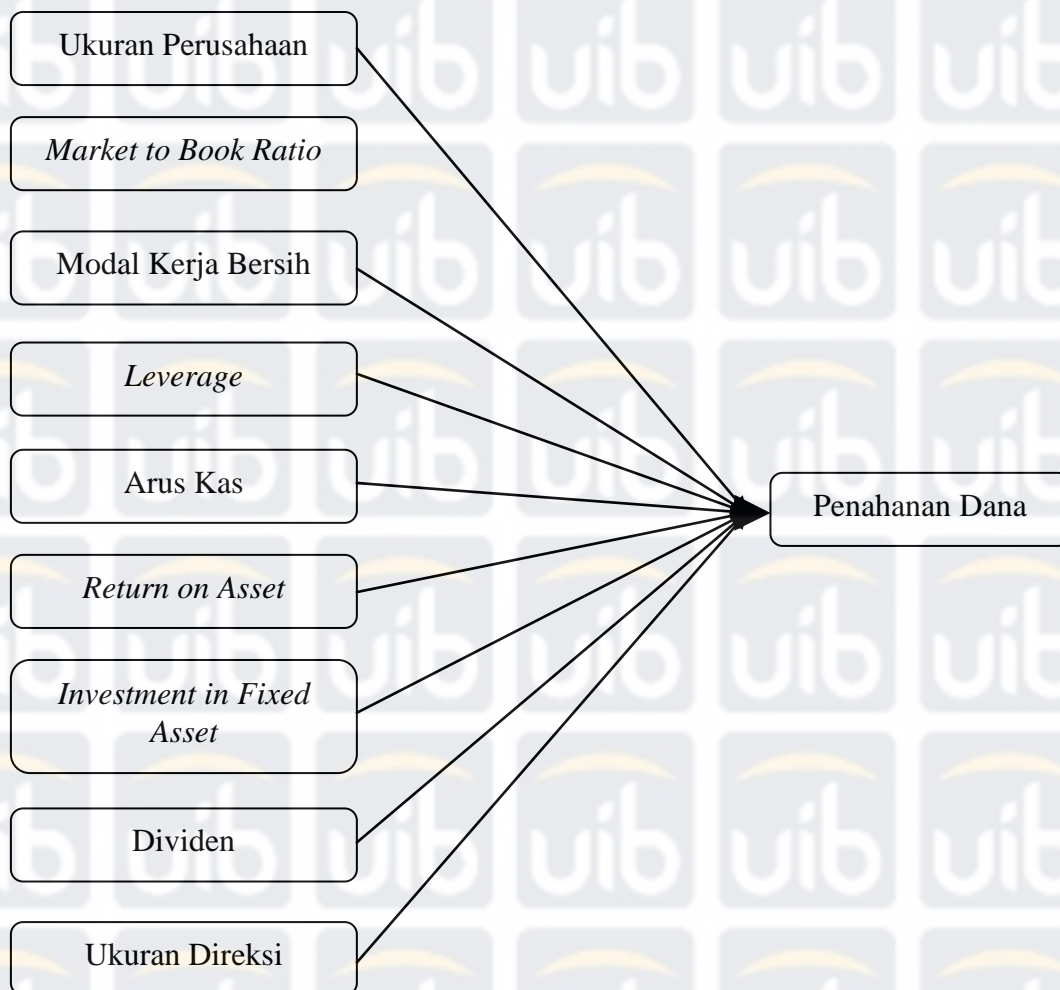 Ukuran Perusahaan
Market to Book Ratio
Modal Kerja Bersih
Leverage
Arus Kas
Return on Asset
Investment in Fixed
Asset
Dividen
Ukuran Direksi
Penahanan Dana